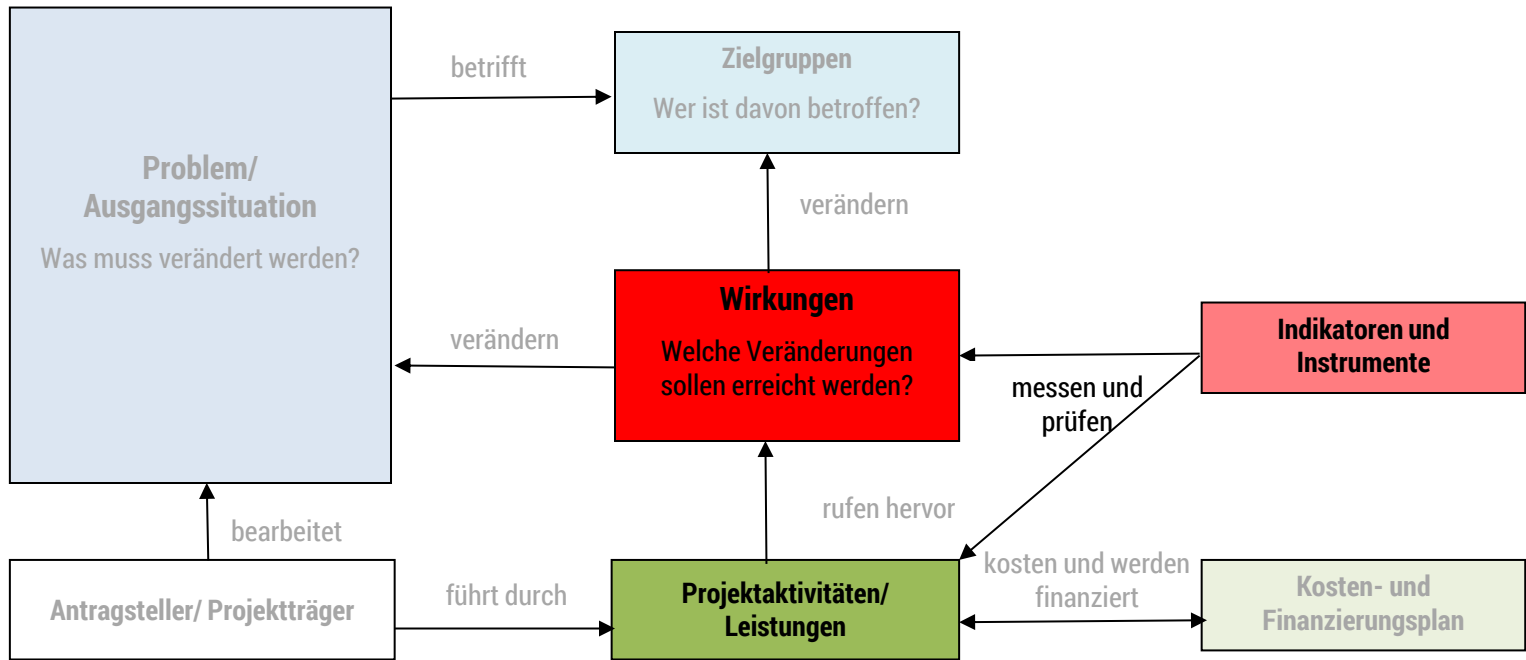 betrifft
Zielgruppen
Wer ist davon betroffen?
Problem/
Ausgangssituation
Was muss verändert werden?
verändern
Wirkungen
Welche Veränderungen
sollen erreicht werden?
verändern
Indikatoren und
Instrumente
messen und
prüfen
rufen hervor
bearbeitet
Antragsteller/ Projektträger
führt durch
Projektaktivitäten/
Leistungen
kosten und werden
finanziert
Kosten- und
Finanzierungsplan